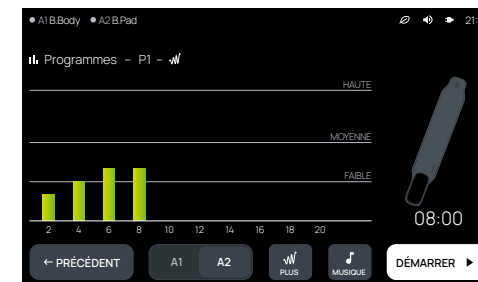 A1 B.Body A2 B.Pad 21:
Programmes – P1 –
HAUTE
MOYENNE
FAIBLE
2 4 6 8 10 12 14 16 18 20
08:00
← PRÉCÉDENT A1 A2 PLUS MUSIQUE DÉMARRER